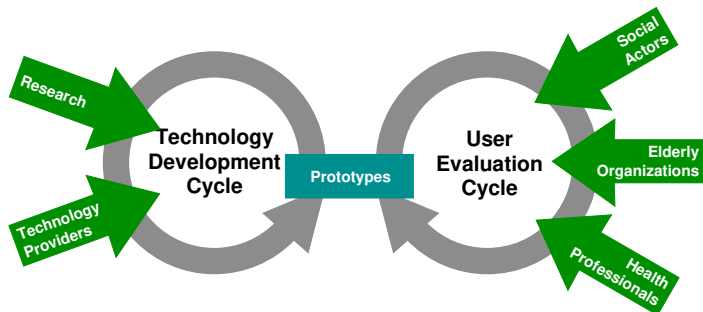 Research
Technology
Providers
Technology
Development
Cycle
Prototypes
User
Evaluation
Cycle
Social
Actors
Elderly
Organizations
Health
Professionals